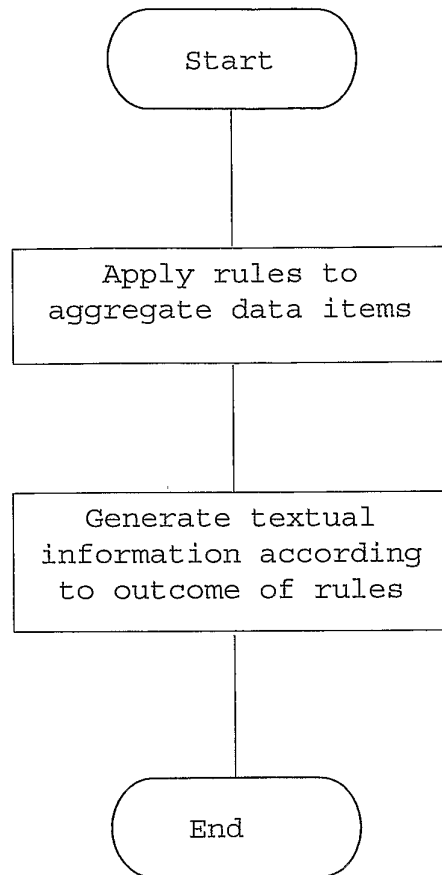 Start
Apply rules to
aggregate data items
Generate textual
information according
to outcome of rules
End